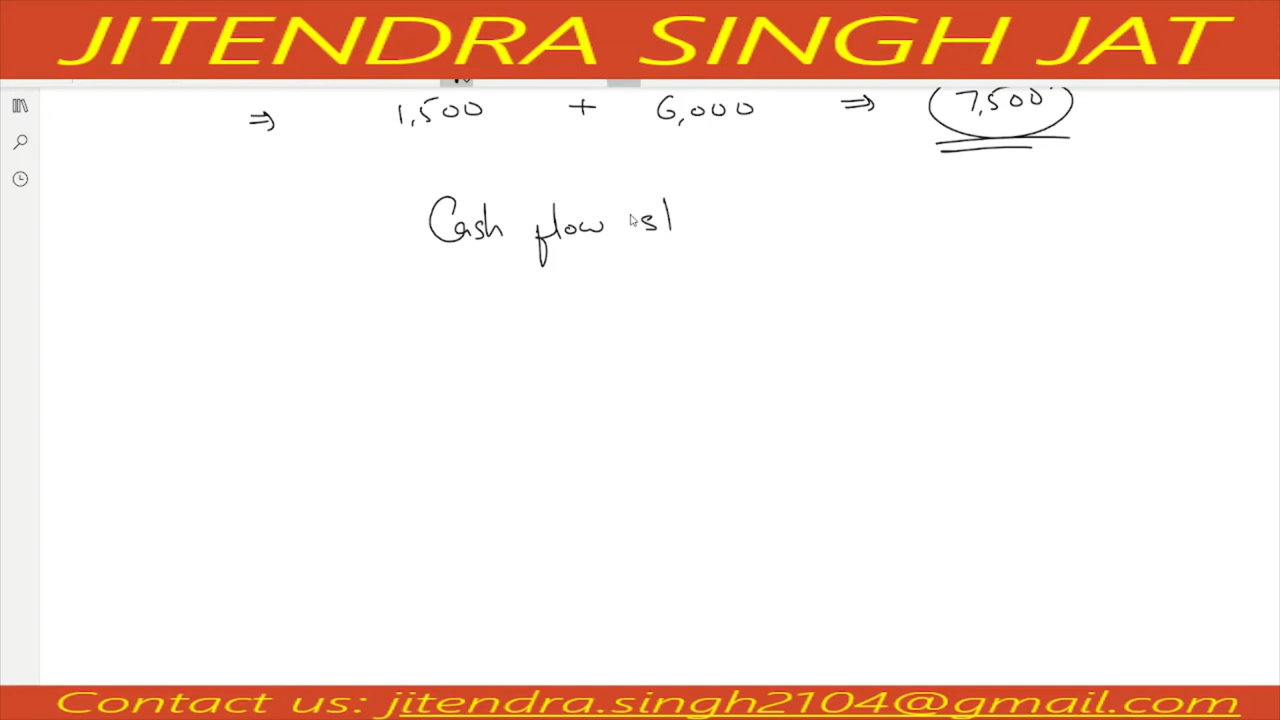 JITENDRA SINGH JAT
⇒ 1,500 + 6,000 ⇒ 7,500
Cash flow
Contact us: jitendra.singh2104@gmail.com